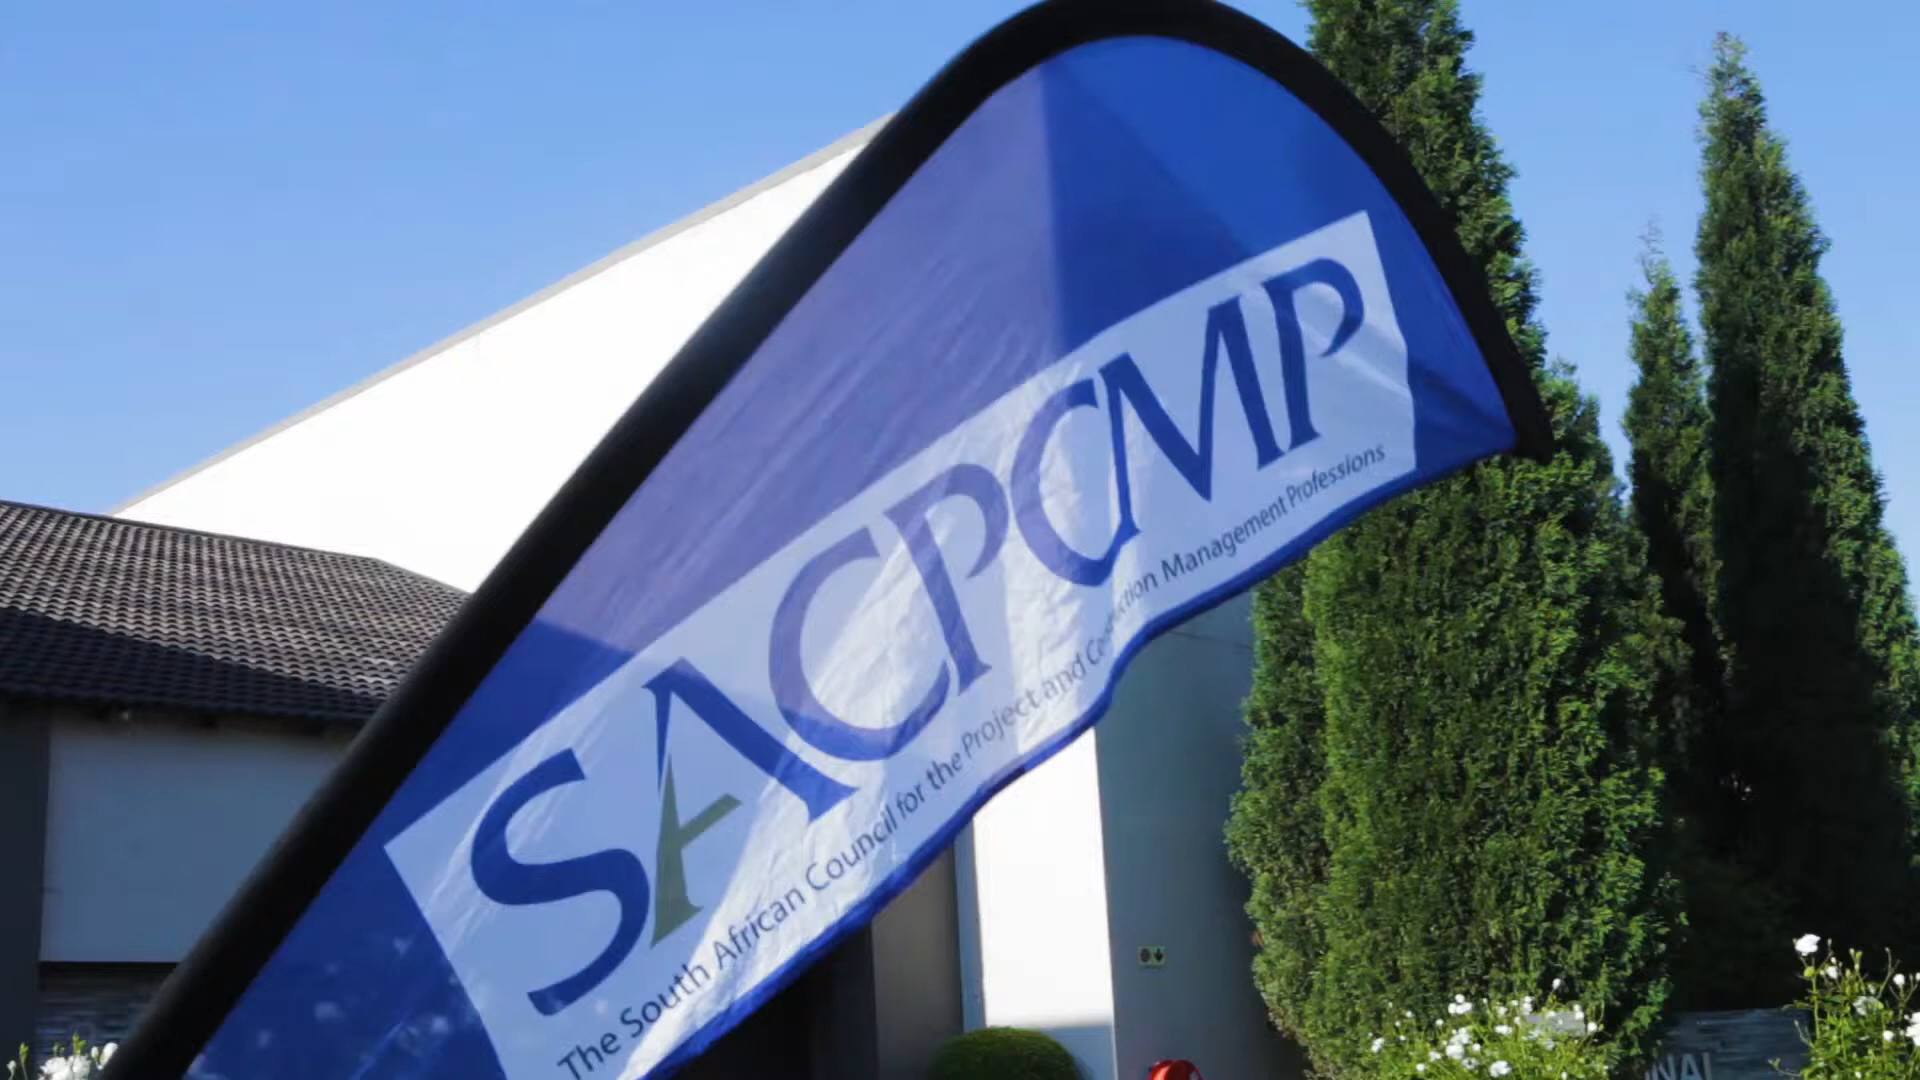 SACPCMP
The South African Council for the Project and Construction Management Professions